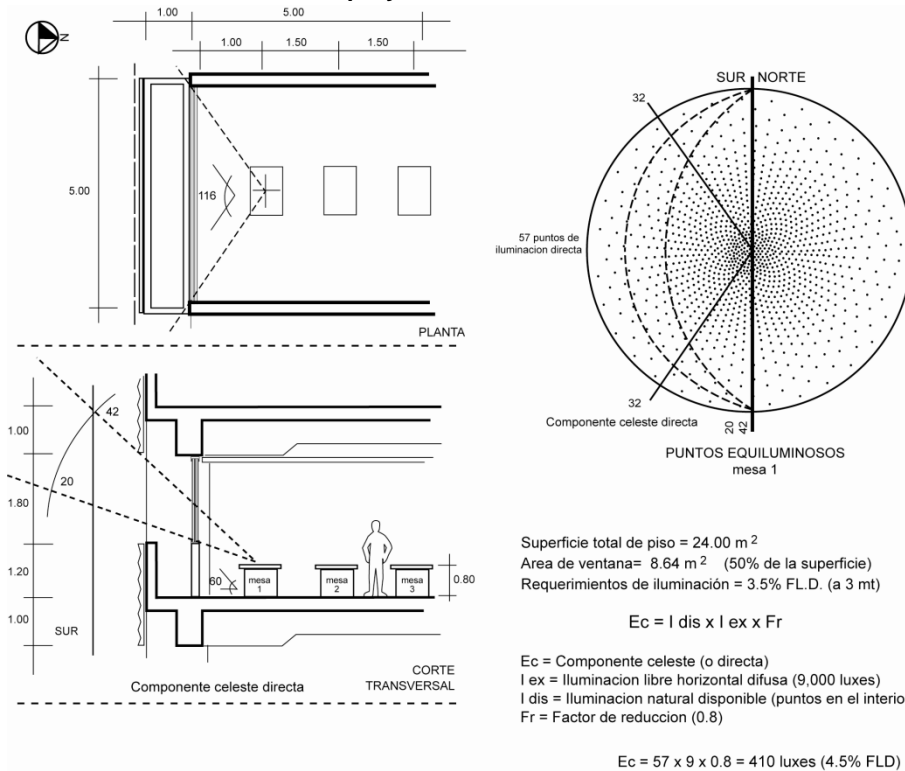 1.00
5.00
N
1.00
1.50
1.50
5.00
116
PLANTA
42
20
1.00
1.80
1.20
1.00
60
mesa
1
mesa
2
mesa
3
0.80
SUR
CORTE
TRANSVERSAL
Componente celeste directa
SUR
NORTE
32
57 puntos de
iluminacion directa
32
Componente celeste directa
20
42
PUNTOS EQUILUMINOSOS
mesa 1
Superficie total de piso = 24.00 m 2
Area de ventana= 8.64 m 2 (50% de la superficie)
Requerimientos de iluminación = 3.5% FL.D. (a 3 mt)
Ec = I dis x I ex x Fr
Ec = Componente celeste (o directa)
I ex = Iluminacion libre horizontal difusa (9,000 luxes)
I dis = Iluminacion natural disponible (puntos en el interio
Fr = Factor de reduccion (0.8)
Ec = 57 x 9 x 0.8 = 410 luxes (4.5% FLD)